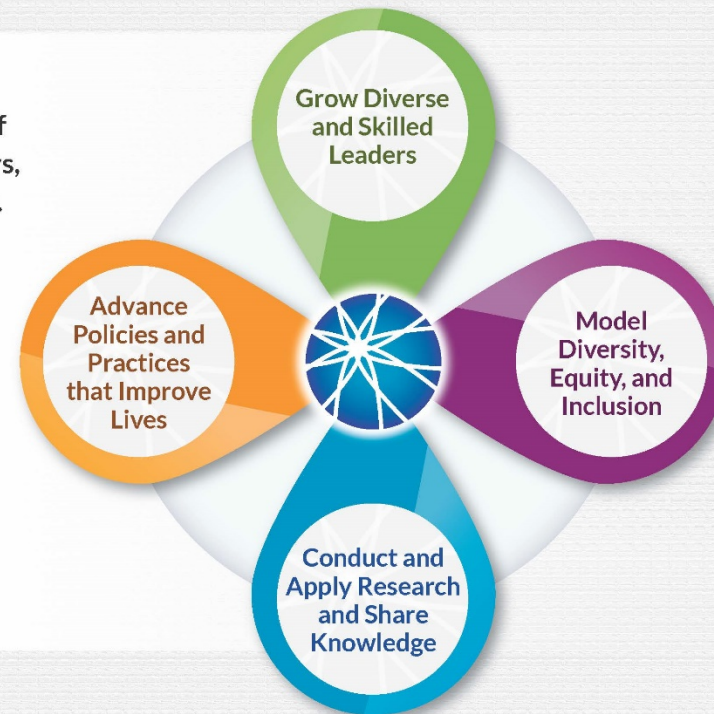 Grow Diverse
and Skilled
Leaders
Advance
Policies and
Practices
that Improve
Lives
Model
Diversity,
Equity, and
Inclusion
Conduct and
Apply Research
and Share
Knowledge